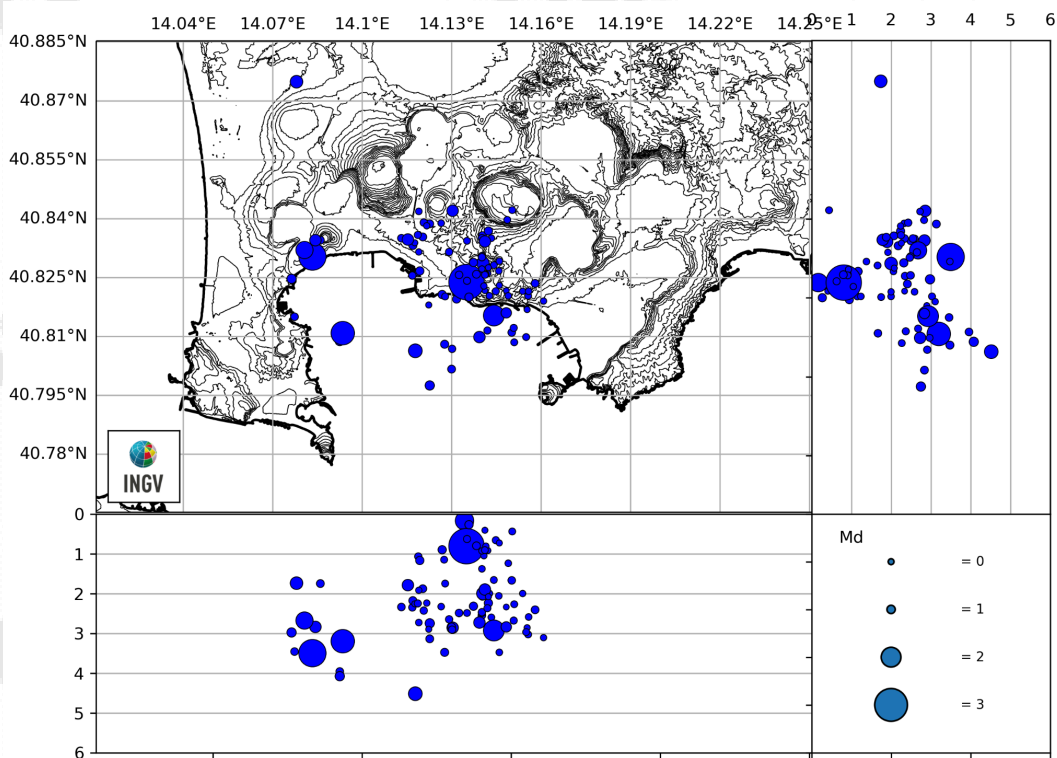 14.04°E 14.07°E 14.1°E 14.13°E 14.16°E 14.19°E 14.22°E 14.25°E
0 1 2 3 4 5 6
40.885°N
40.87°N
40.855°N
40.84°N
40.825°N
40.81°N
40.795°N
40.78°N
INGV
0
1
2
3
4
5
6
Md
= 0
= 1
= 2
= 3